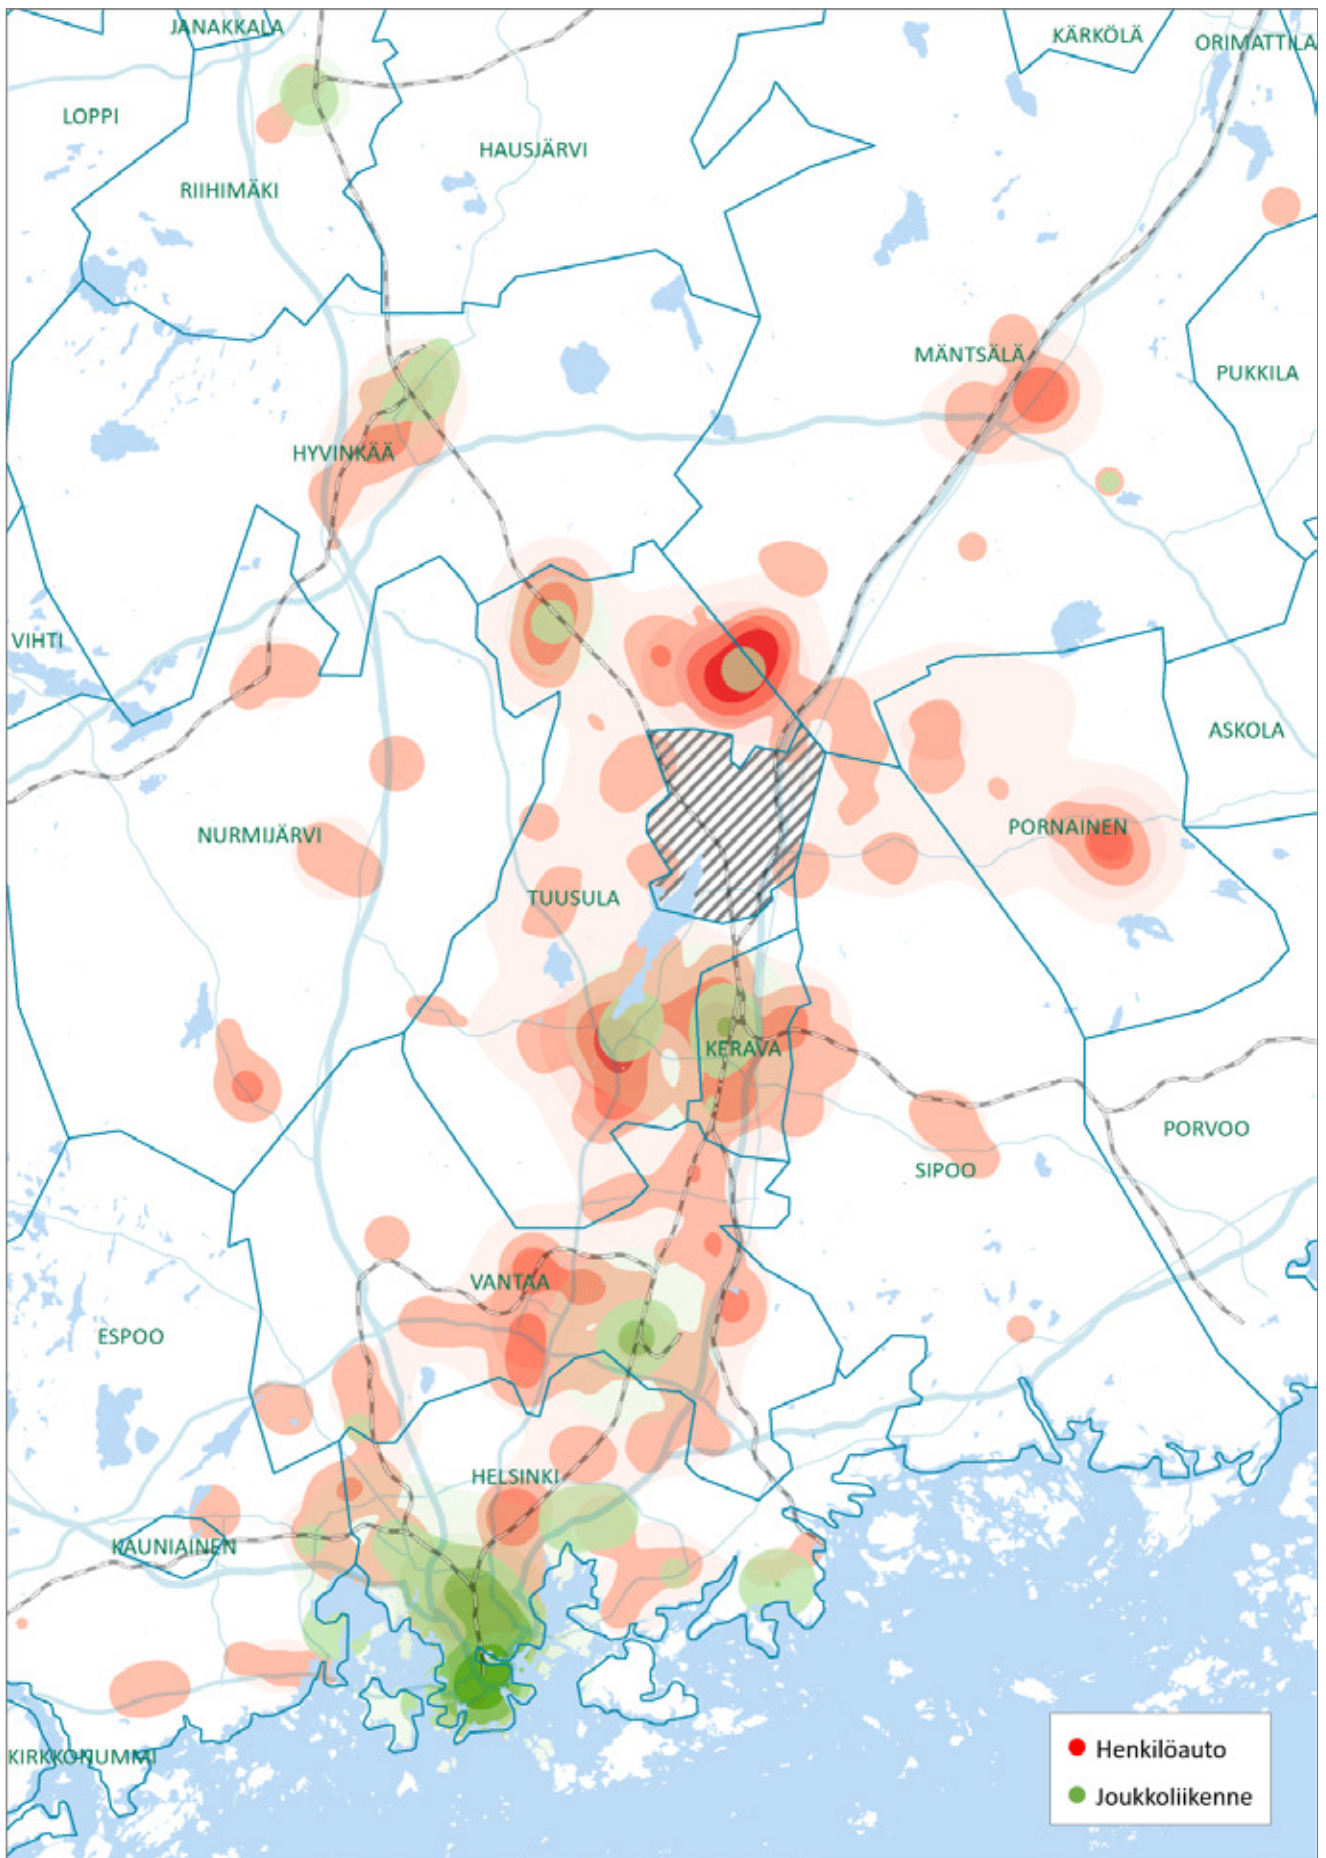 JANAKKALA
KÄRKÖLÄ
ORIMATTILA
LOPPI
HAUSJÄRVI
RIIHIMÄKI
MÄNTSÄLÄ
PUKKILA
HYVINKÄÄ
VIHTI
ASKOLA
NURMIJÄRVI
PORNAINEN
TUUSULA
KERAVA
PORVOO
SIPOO
VANTAA
ESPOO
HELSINKI
KAUNIAINEN
KIRKKONUMMI
Henkilöauto
Joukkoliikenne